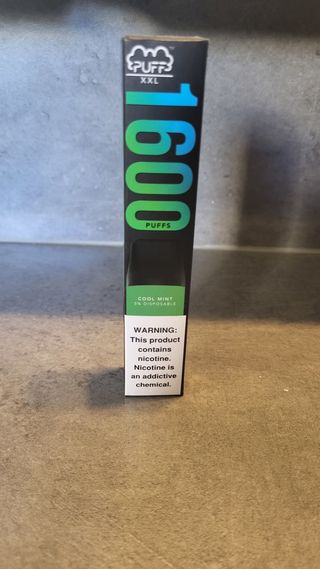 PUFF
XXL
1600
PUFFS
COOL MINT
5% DISPOSABLE
WARNING:
This product
contains
nicotine.
Nicotine is
an addictive
chemical.